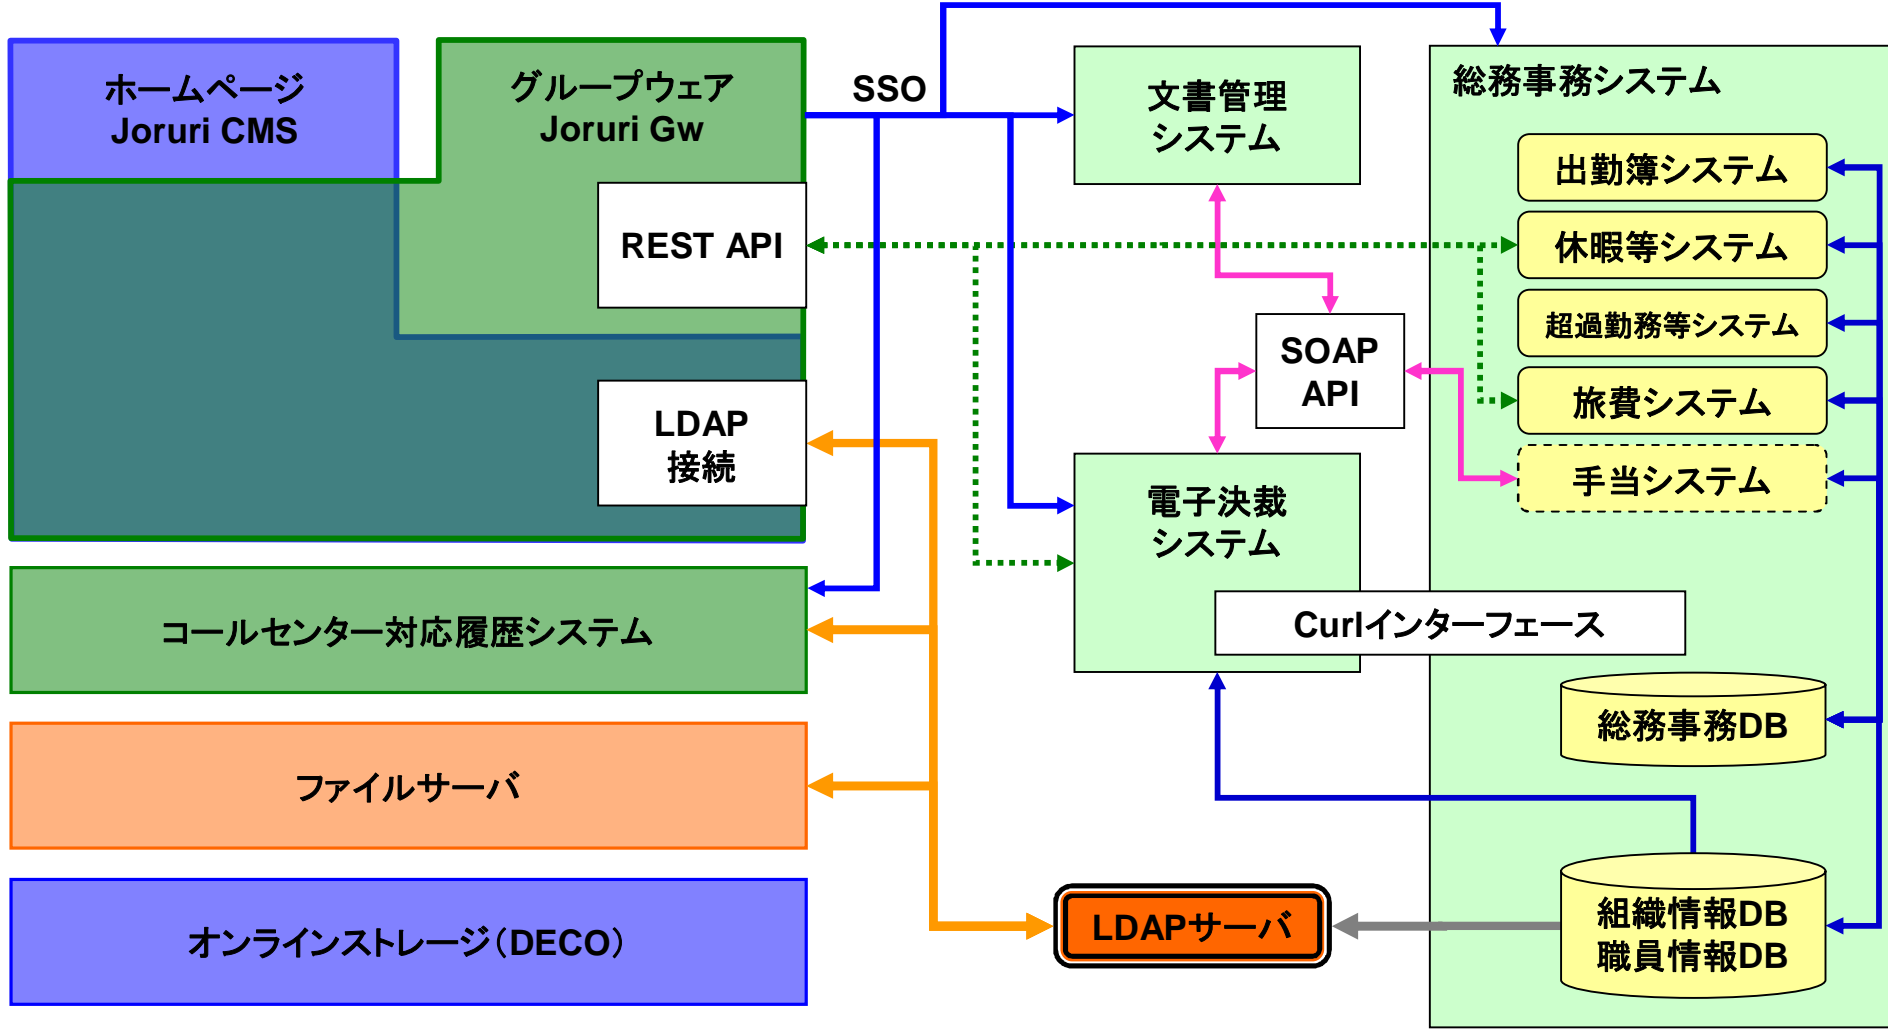 ホームページ
Joruri CMS
グループウェア
Joruri Gw
SSO
文書管理
システム
総務事務システム
出勤簿システム
REST API
休暇等システム
超過勤務等システム
SOAP
API
旅費システム
LDAP
接続
手当システム
電子決裁
システム
Curlインターフェース
コールセンター対応履歴システム
総務事務DB
ファイルサーバ
オンラインストレージ（DECO）
LDAPサーバ
組織情報DB
職員情報DB